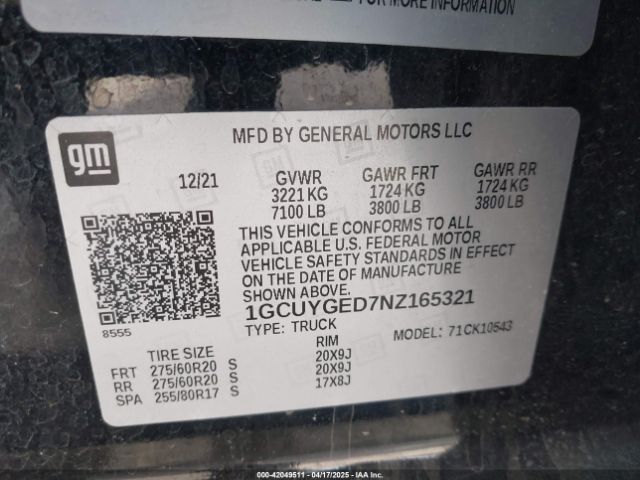 FOR MORE INFORMATION
gm
MFD BY GENERAL MOTORS LLC
12/21 GVWR GAWR FRT GAWR RR
3221 KG 1724 KG 1724 KG
7100 LB 3800 LB 3800 LB
THIS VEHICLE CONFORMS TO ALL
APPLICABLE U.S. FEDERAL MOTOR
VEHICLE SAFETY STANDARDS IN EFFECT
ON THE DATE OF MANUFACTURE
SHOWN ABOVE.
1GCUYGED7NZ165321
8555
TYPE: TRUCK MODEL: 71CK10543
TIRE SIZE RIM
FRT 275/60R20 S 20X9J
RR 275/60R20 S 20X9J
SPA 255/80R17 S 17X8J
000-42049511 - 04/17/2025 - IAAI.com